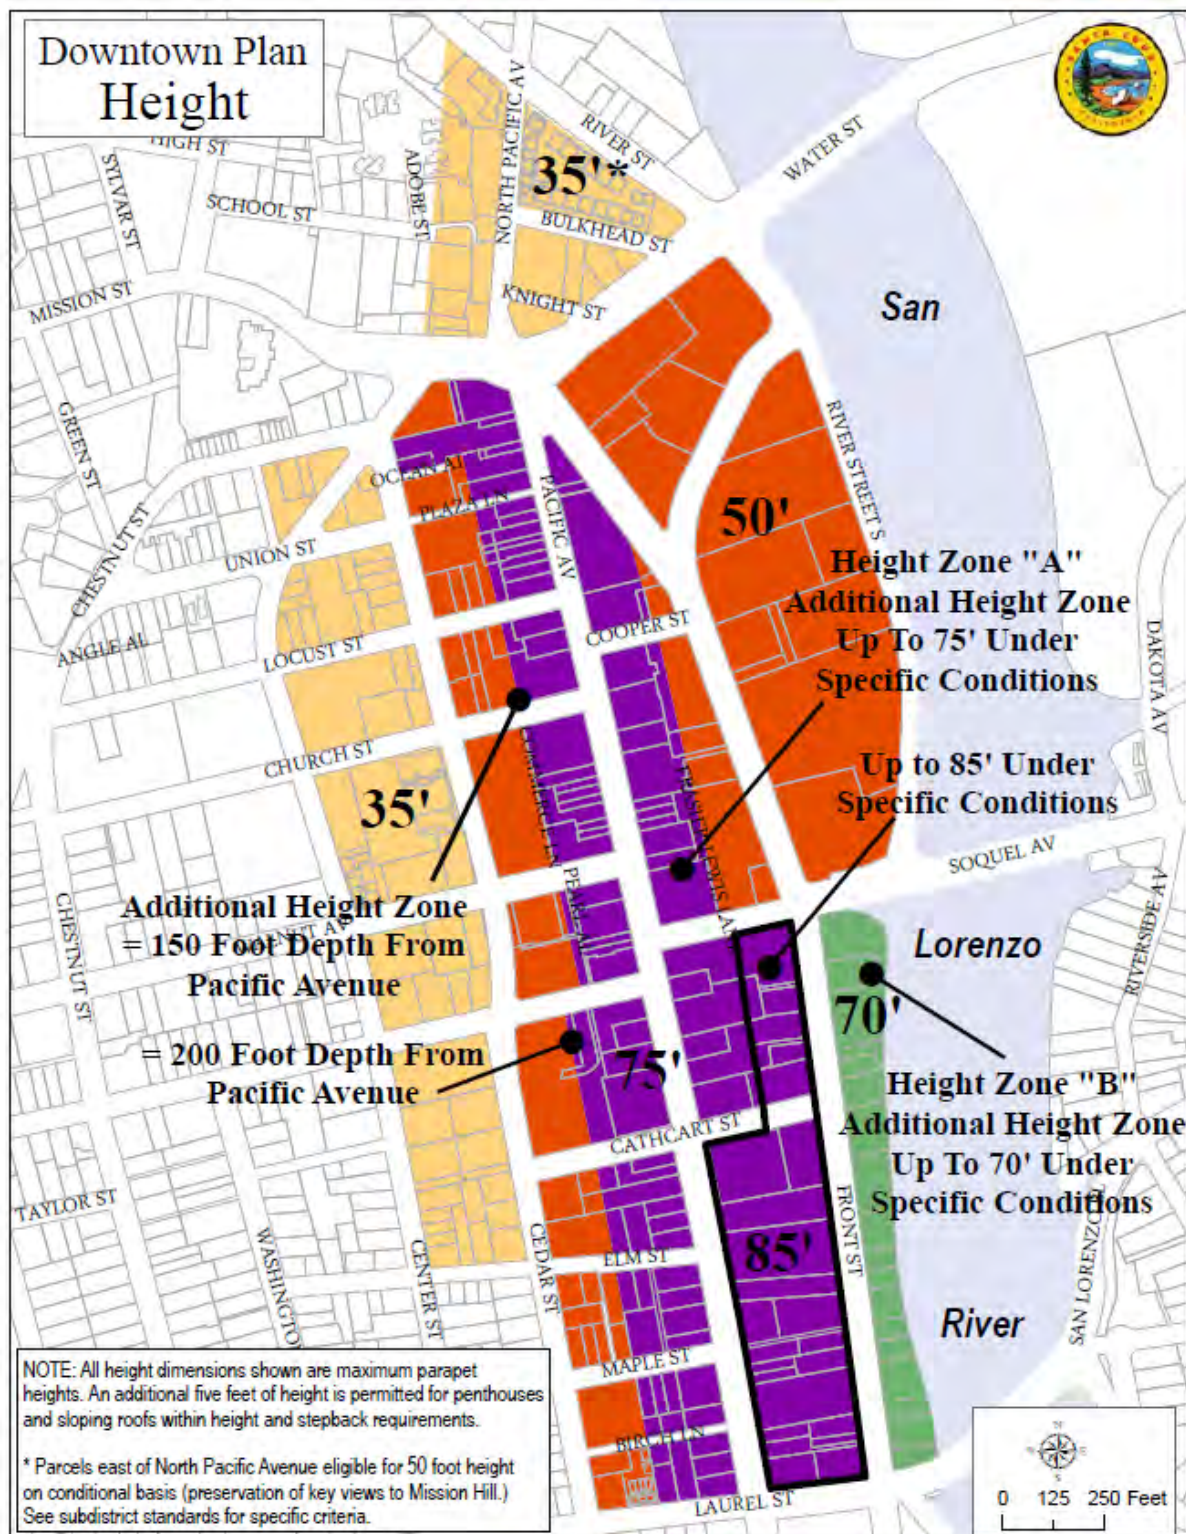 Downtown Plan
Height
SANTA CRUZ
CALIFORNIA
HIGH ST
SYLVAR ST
SCHOOL ST
ADOBE ST
NORTH PACIFIC AV
RIVER ST
35'*
BULKHEAD ST
KNIGHT ST
WATER ST
MISSION ST
San
GREEN ST
OCEAN AL
PLAZA LN
PACIFIC AV
RIVER STREET S
50'
CHESTNUT ST
UNION ST
ANGLE AL
LOCUST ST
COOPER ST
Height Zone "A"
Additional Height Zone
Up To 75' Under
Specific Conditions
DAKOTA AV
CHURCH ST
COMMERCE LN
35'
Up to 85' Under
Specific Conditions
SOQUEL AV
PEARL AL
CHESTNUT ST
Additional Height Zone
= 150 Foot Depth From
Pacific Avenue
Lorenzo
RIVERSIDE AV
70'
= 200 Foot Depth From
Pacific Avenue
75'
Height Zone "B"
Additional Height Zone
Up To 70' Under
Specific Conditions
CATHCART ST
TAYLOR ST
WASHINGTON
CENTER ST
CEDAR ST
ELM ST
85'
FRONT ST
SAN LORENZO
River
MAPLE ST
BIRCH LN
LAUREL ST
NOTE: All height dimensions shown are maximum parapet
heights. An additional five feet of height is permitted for penthouses
and sloping roofs within height and stepback requirements.
* Parcels east of North Pacific Avenue eligible for 50 foot height
on conditional basis (preservation of key views to Mission Hill.)
See subdistrict standards for specific criteria.
N
E
S
W
0 125 250 Feet